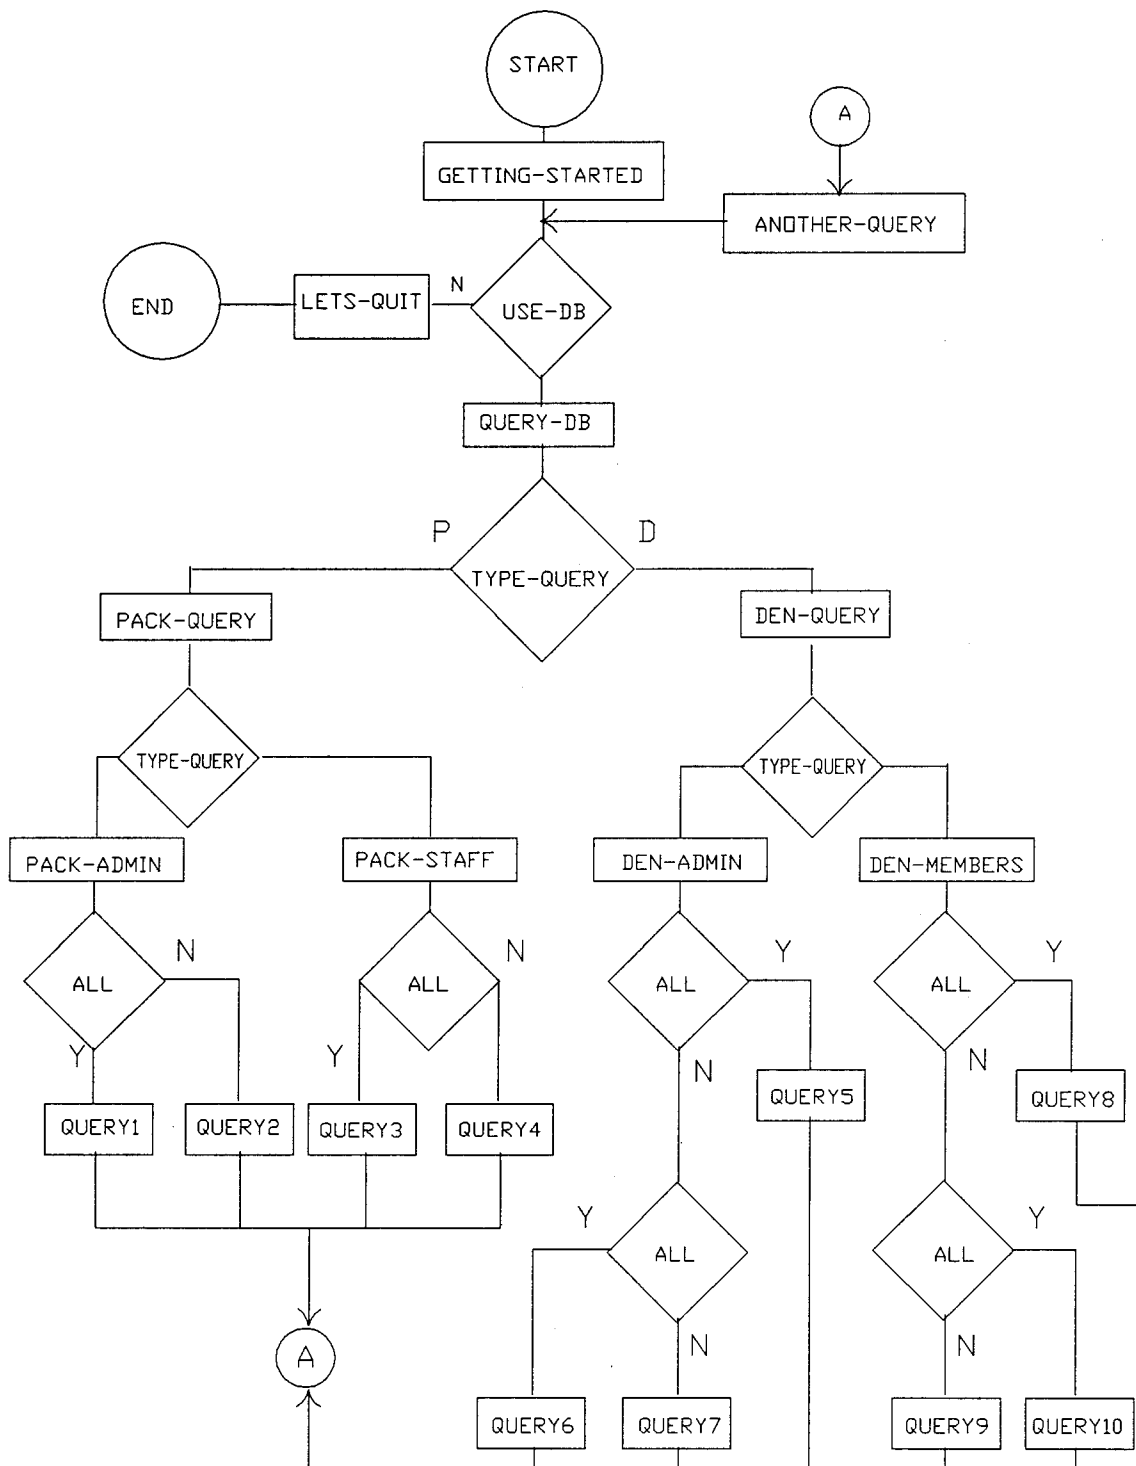 START
A
GETTING-STARTED
ANOTHER-QUERY
N
END
LETS-QUIT
USE-DB
QUERY-DB
P
D
TYPE-QUERY
PACK-QUERY
DEN-QUERY
TYPE-QUERY
TYPE-QUERY
PACK-ADMIN
PACK-STAFF
DEN-ADMIN
DEN-MEMBERS
N
N
Y
Y
ALL
ALL
ALL
ALL
Y
Y
N
N
QUERY5
QUERY8
QUERY1
QUERY2
QUERY3
QUERY4
Y
Y
ALL
ALL
N
N
A
QUERY6
QUERY7
QUERY9
QUERY10